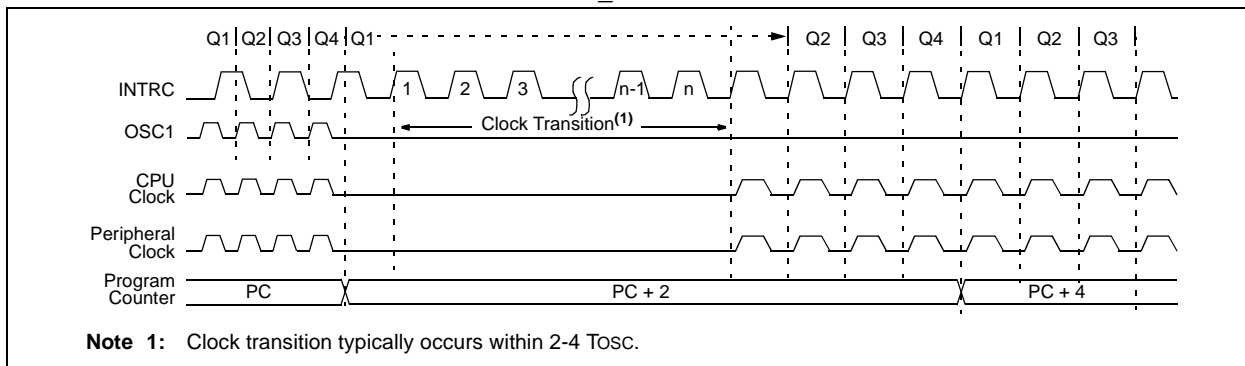 Q1 Q2 Q3 Q4 Q1 Q2 Q3 Q4 Q1 Q2 Q3
INTRC 1 2 3 n-1 n
Clock Transition(1)
OSC1
CPU
Clock
Peripheral
Clock
Program
Counter
PC PC + 2 PC + 4
Note 1: Clock transition typically occurs within 2-4 TOSC.